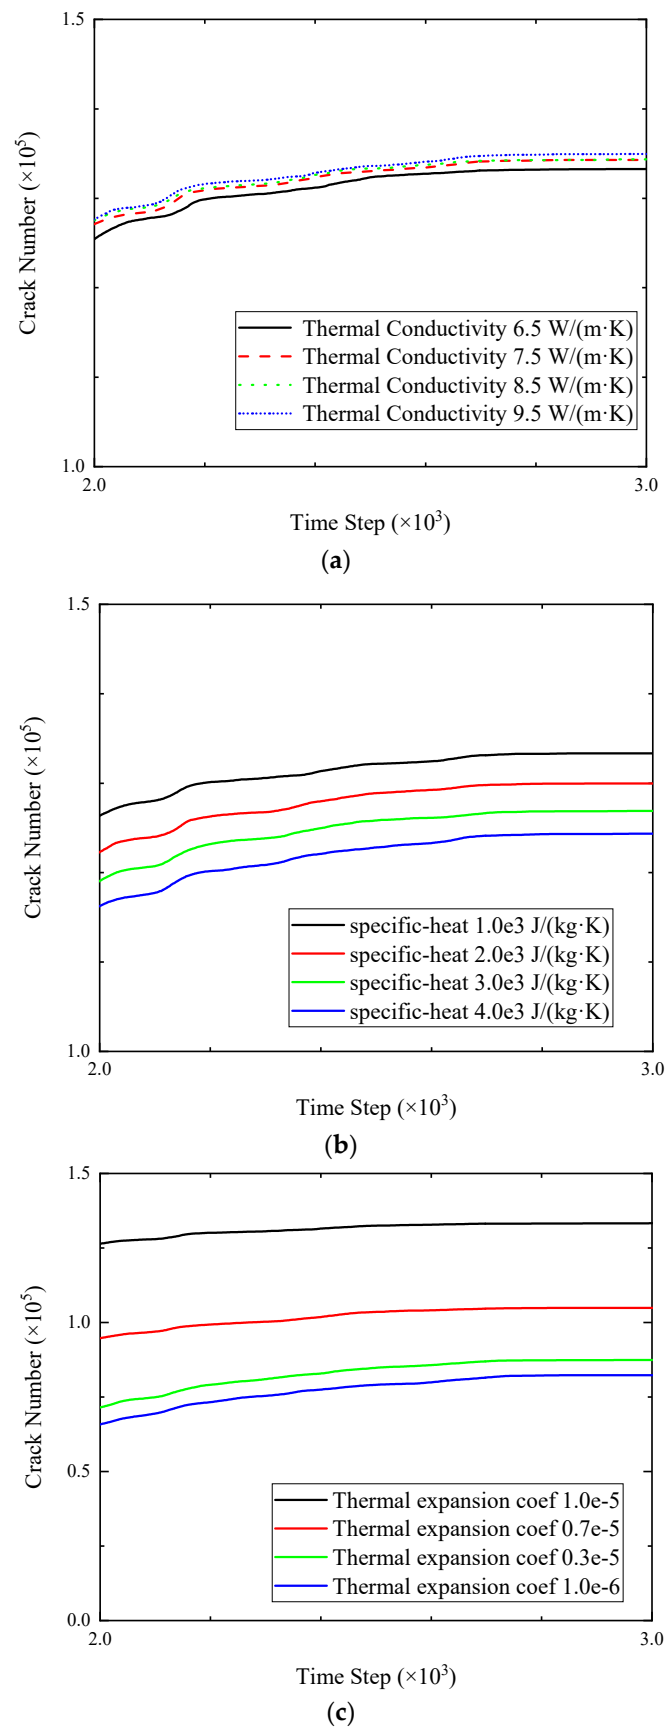 1.5
Crack Number (×10⁵)
Thermal Conductivity 6.5 W/(m·K)
Thermal Conductivity 7.5 W/(m·K)
Thermal Conductivity 8.5 W/(m·K)
Thermal Conductivity 9.5 W/(m·K)
1.0
2.0 3.0
Time Step (×10³)
(a)
1.5
Crack Number (×10⁵)
specific-heat 1.0e3 J/(kg·K)
specific-heat 2.0e3 J/(kg·K)
specific-heat 3.0e3 J/(kg·K)
specific-heat 4.0e3 J/(kg·K)
1.0
2.0 3.0
Time Step (×10³)
(b)
1.5
1.0
Crack Number (×10⁵)
0.5
Thermal expansion coef 1.0e-5
Thermal expansion coef 0.7e-5
Thermal expansion coef 0.3e-5
Thermal expansion coef 1.0e-6
0.0
2.0 3.0
Time Step (×10³)
(c)